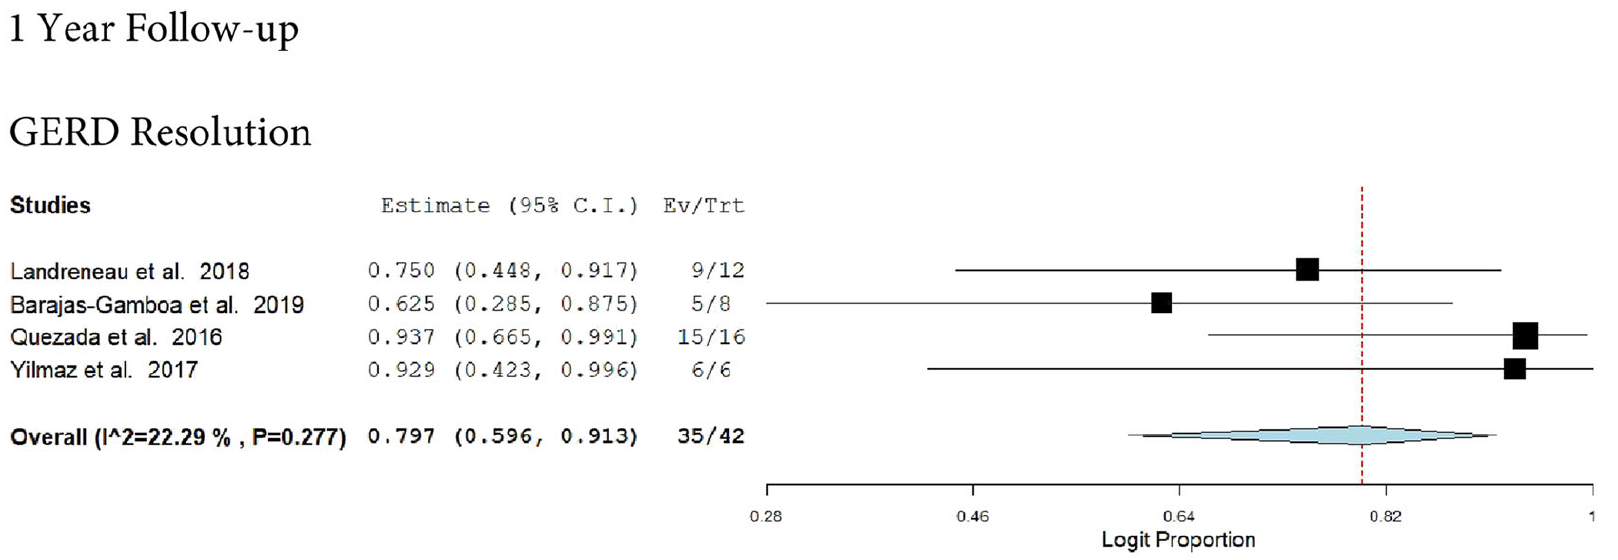 1 Year Follow-up
GERD Resolution
Studies Estimate (95% C.I.) Ev/Trt
Landreneau et al. 2018 0.750 (0.448, 0.917) 9/12
Barajas-Gamboa et al. 2019 0.625 (0.285, 0.875) 5/8
Quezada et al. 2016 0.937 (0.665, 0.991) 15/16
Yilmaz et al. 2017 0.929 (0.423, 0.996) 6/6
Overall (I^2=22.29 % , P=0.277) 0.797 (0.596, 0.913) 35/42
0.28 0.46 0.64 0.82 1
Logit Proportion